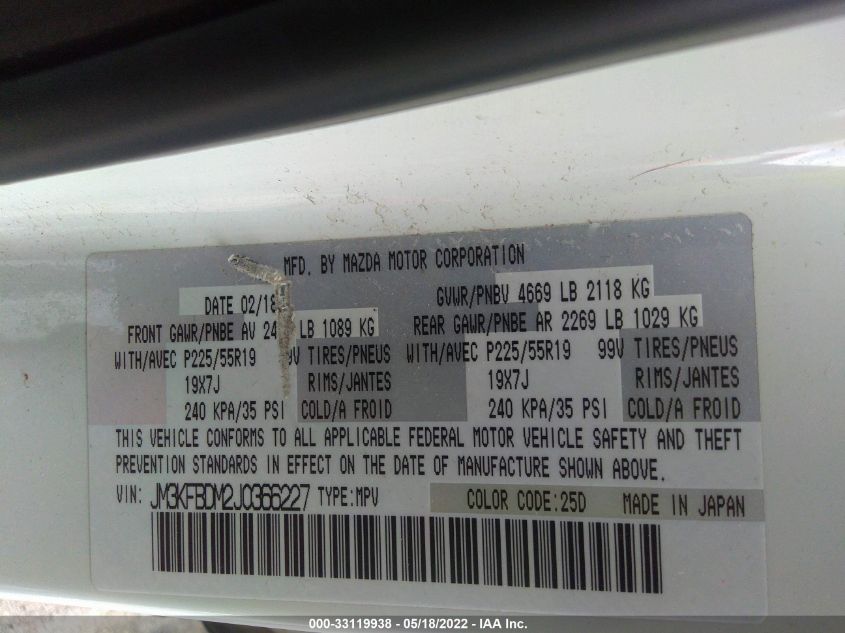 MFD. BY MAZDA MOTOR CORPORATION
DATE 02/18 GVWR/PNBV 4669 LB 2118 KG
FRONT GAWR/PNBE AV LB 1089 KG REAR GAWR/PNBE AR 2269 LB 1029 KG
WITH/AVEC P225/55R19 TIRES/PNEUS WITH/AVEC P225/55R19 99V TIRES/PNEUS
19X7J RIMS/JANTES 19X7J RIMS/JANTES
240 KPA/35 PSI COLD/A FROID 240 KPA/35 PSI COLD/A FROID
THIS VEHICLE CONFORMS TO ALL APPLICABLE FEDERAL MOTOR VEHICLE SAFETY AND THEFT
PREVENTION STANDARDS IN EFFECT ON THE DATE OF MANUFACTURE SHOWN ABOVE.
VIN: JM3KFBDM2J0366227 TYPE:MPV COLOR CODE:25D MADE IN JAPAN
000-33119938 - 05/18/2022 - IAA Inc.